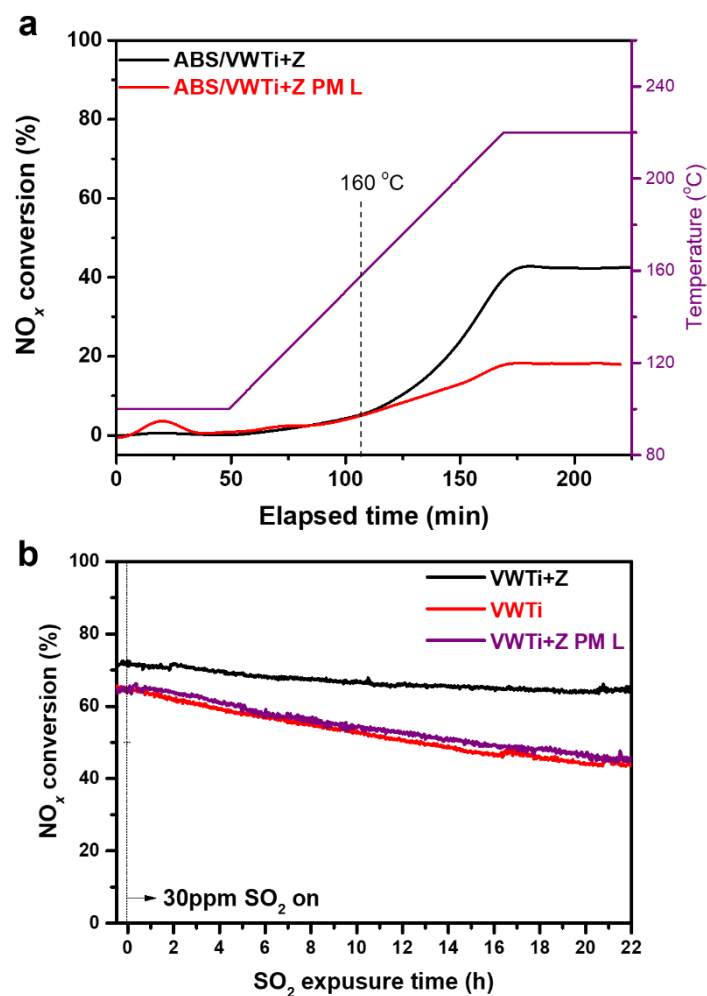 a
ABS/VWTi+Z
ABS/VWTi+Z PM L
160 °C
NOx conversion (%)
100
80
60
40
20
0
240
200
160
120
80
Temperature (°C)
0 50 100 150 200
Elapsed time (min)
b
VWTi+Z
VWTi
VWTi+Z PM L
NOx conversion (%)
100
80
60
40
20
0
30ppm SO2 on
0 2 4 6 8 10 12 14 16 18 20 22
SO2 expusure time (h)